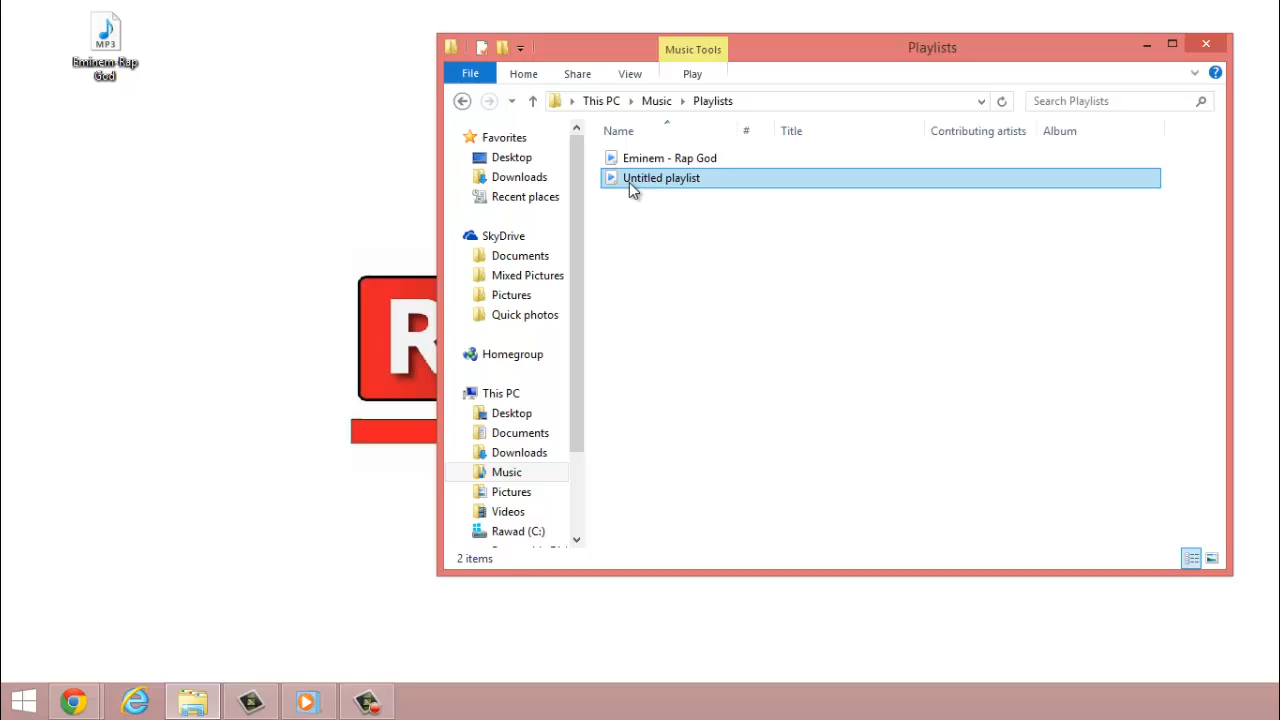 MP3
Eminem-Rap
God
Music Tools
Playlists
File
Home
Share
View
Play
This PC
Music
Playlists
Search Playlists
Name
#
Title
Contributing artists
Album
Favorites
Desktop
Downloads
Recent places
SkyDrive
Documents
Mixed Pictures
Pictures
Quick photos
Homegroup
This PC
Desktop
Documents
Downloads
Music
Pictures
Videos
Rawad (C:)
Eminem - Rap God
Untitled playlist
R
2 items